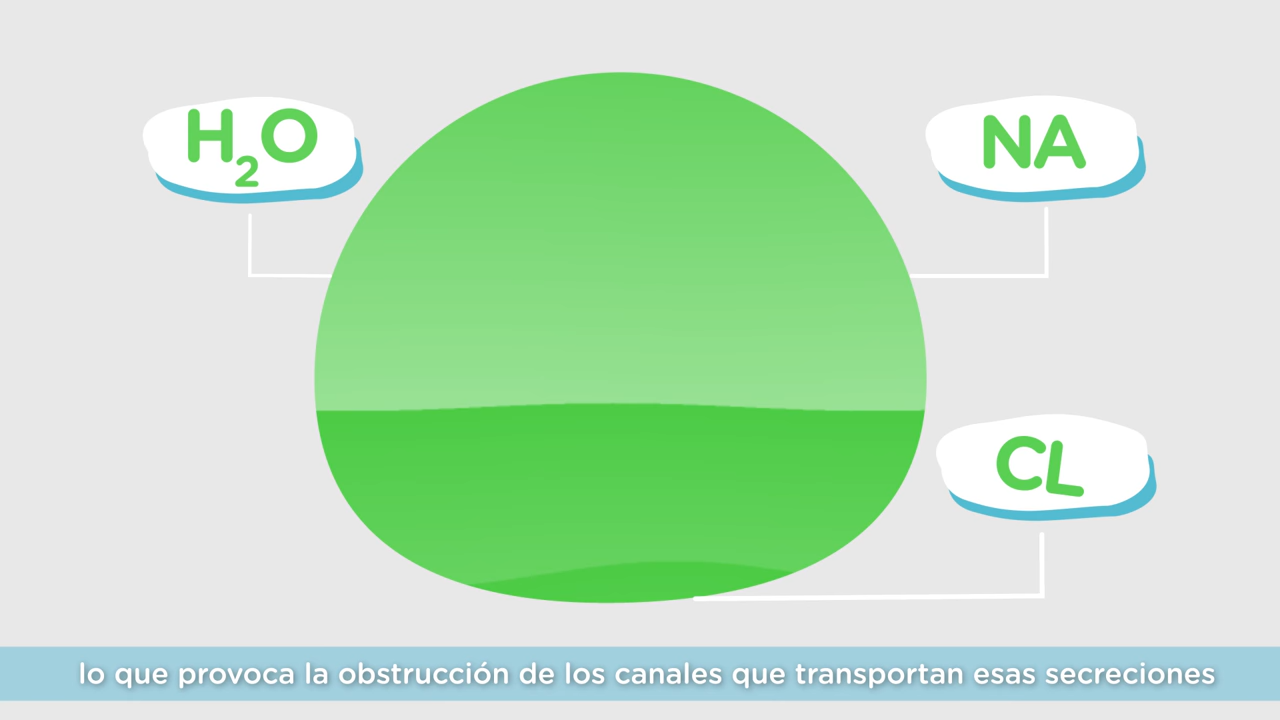 H₂O
NA
CL
lo que provoca la obstrucción de los canales que transportan esas secreciones